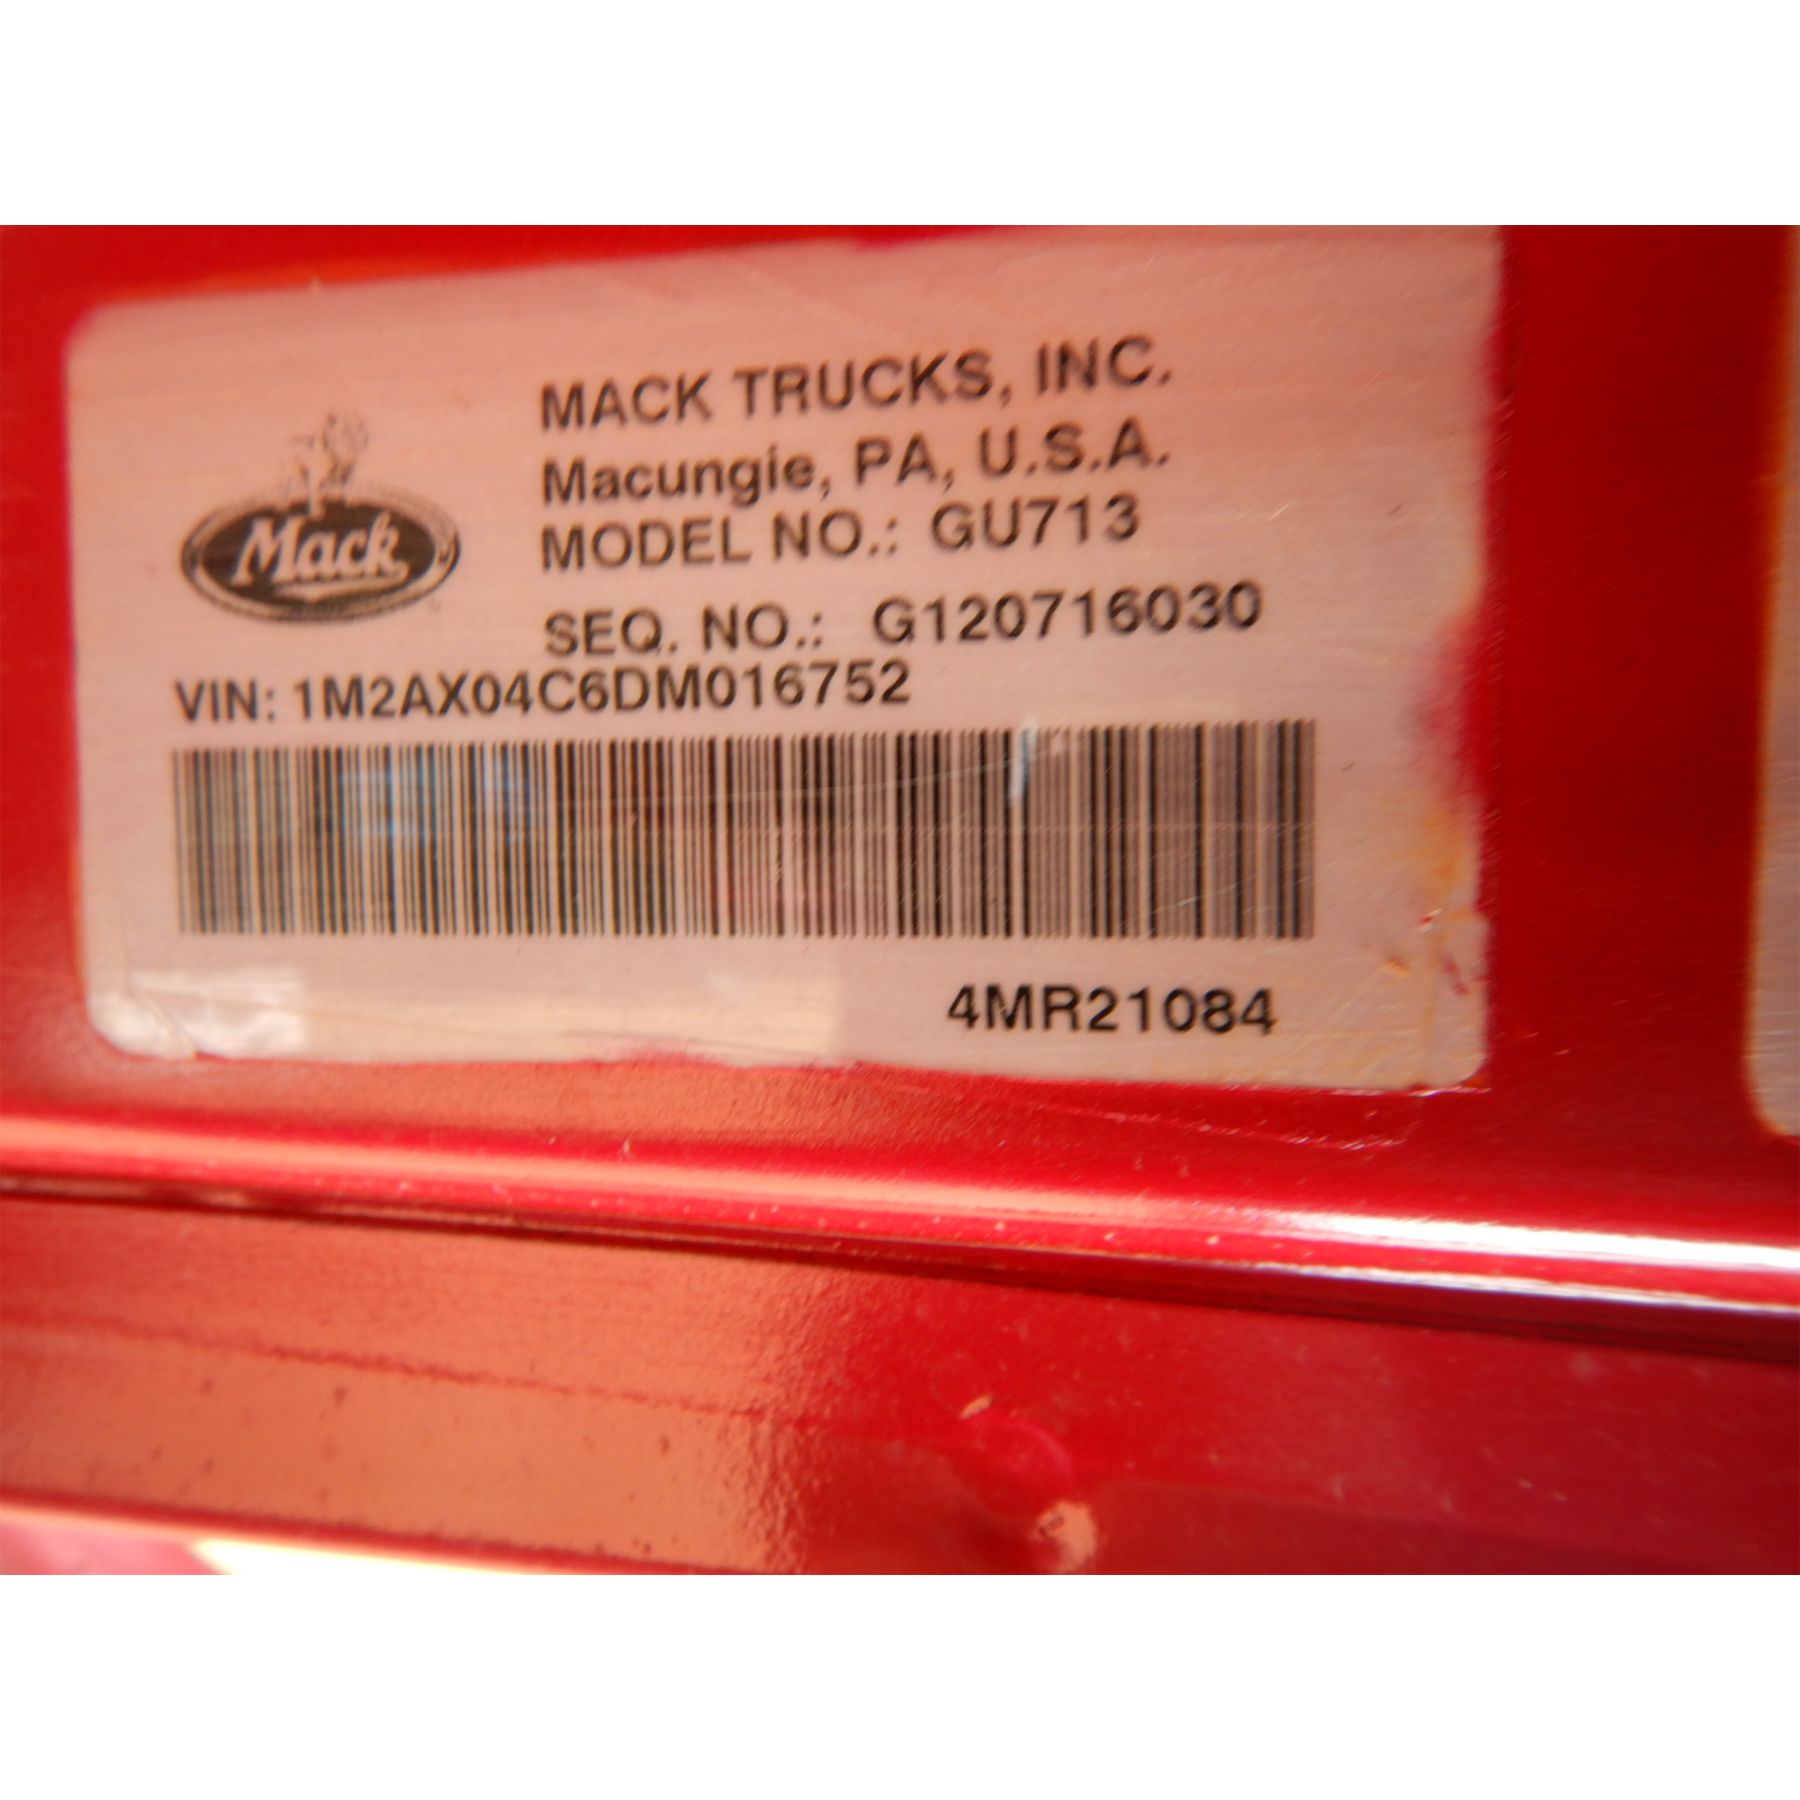 MACK TRUCKS, INC.
Macungie, PA, U.S.A.
MODEL NO.: GU713
Mack
SEQ. NO.: G120716030
VIN: 1M2AX04C6DM016752
4MR21084